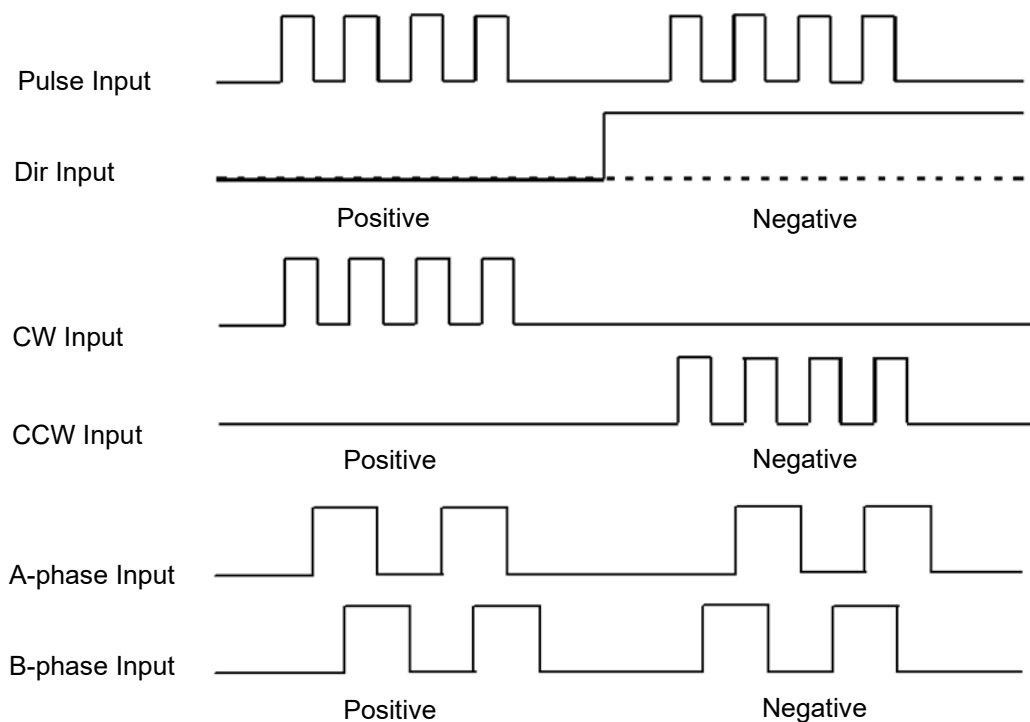 Pulse Input
Dir Input
Positive Negative
CW Input
CCW Input
Positive Negative
A-phase Input
B-phase Input
Positive Negative